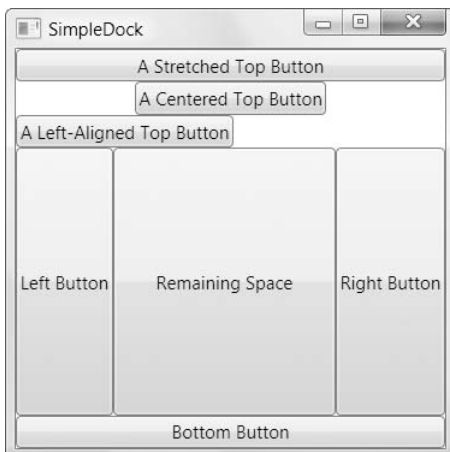 SimpleDock
A Stretched Top Button
A Centered Top Button
A Left-Aligned Top Button
Left Button Remaining Space Right Button
Bottom Button